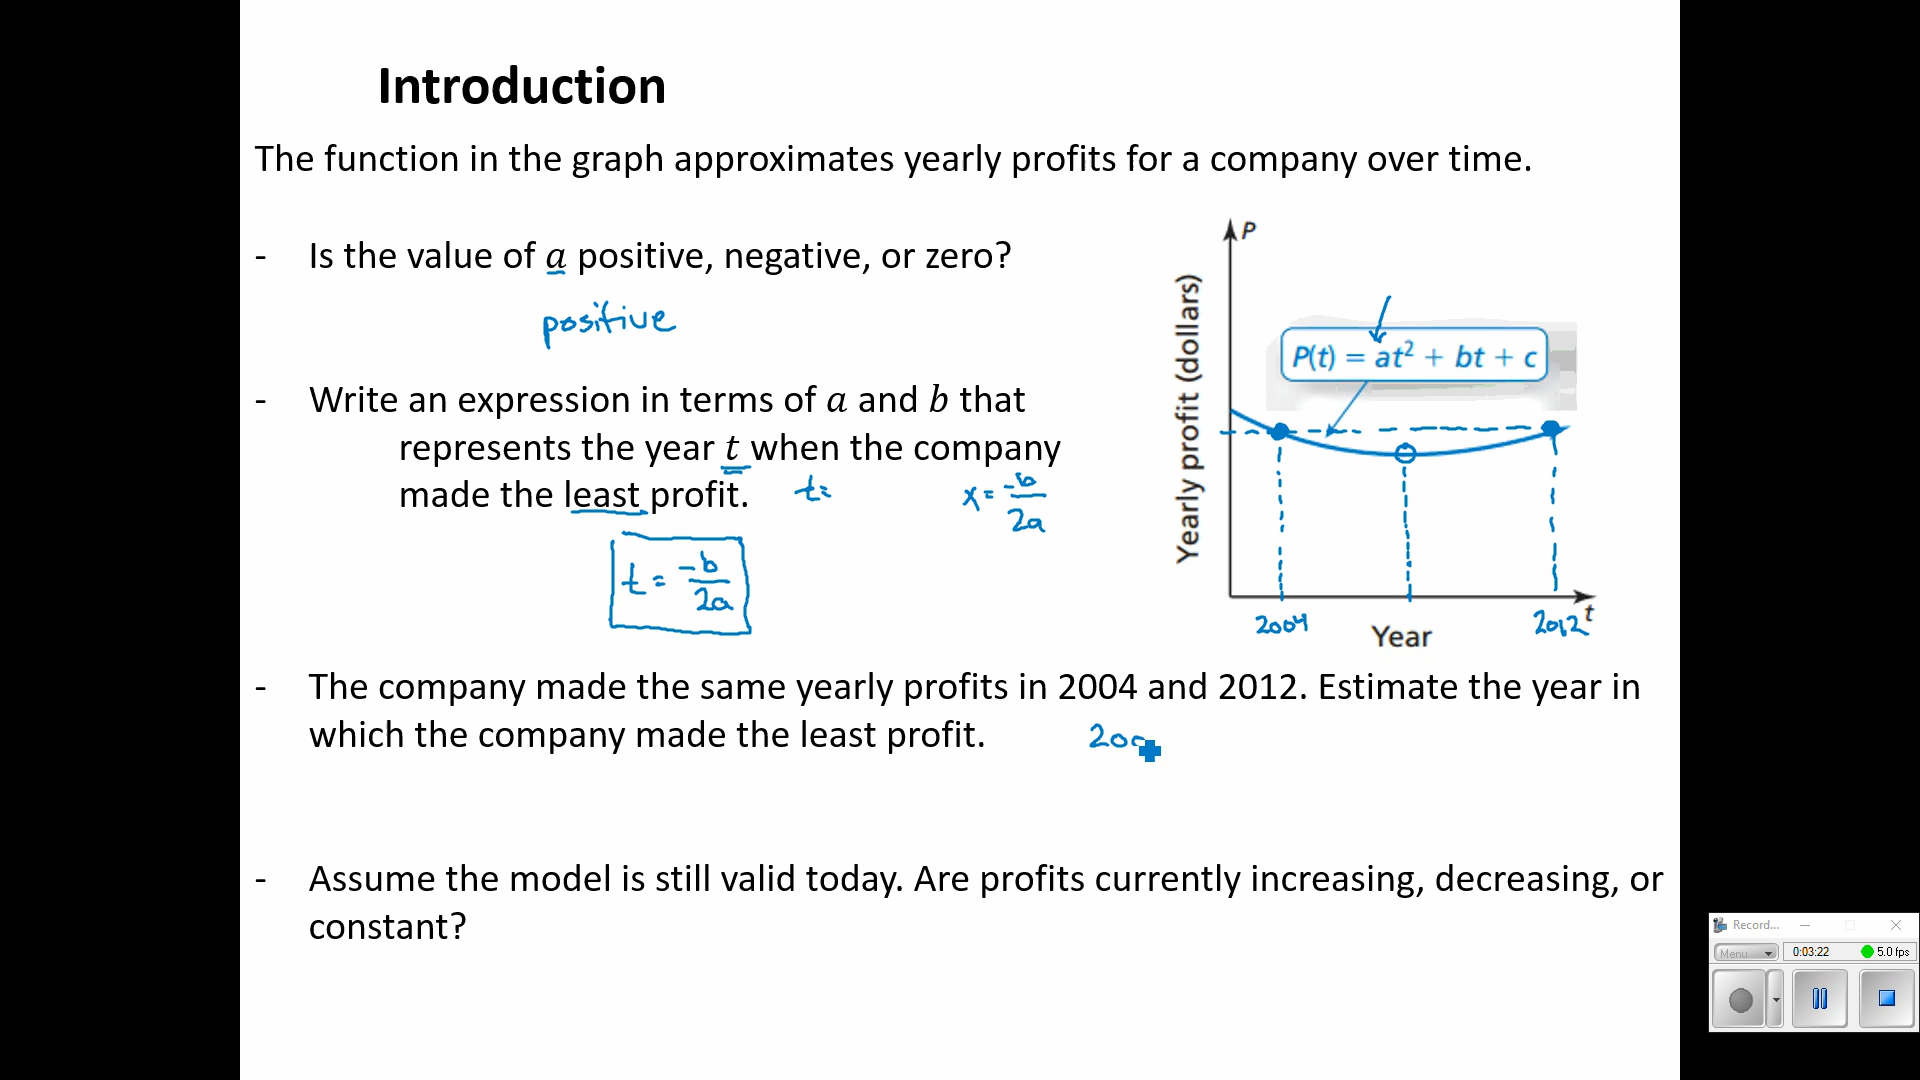 Introduction
The function in the graph approximates yearly profits for a company over time.
- Is the value of a positive, negative, or zero?
positive
- Write an expression in terms of a and b that
represents the year t when the company
made the least profit.
t=
x = -b/2a
t = -b/2a
P
Yearly profit (dollars)
P(t) = at² + bt + c
2004
2012
t
Year
- The company made the same yearly profits in 2004 and 2012. Estimate the year in
which the company made the least profit.
- Assume the model is still valid today. Are profits currently increasing, decreasing, or
constant?
Record...
Menu
0:03:22
5.0 fps